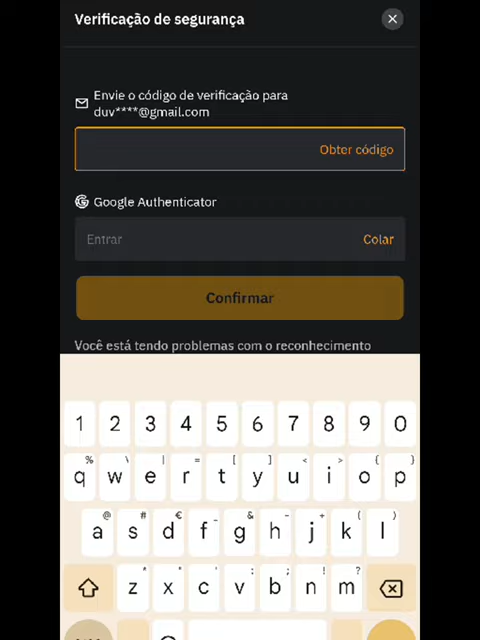 Verificação de segurança
Envie o código de verificação para
duv****@gmail.com
Obter código
Google Authenticator
Entrar
Colar
Confirmar
Você está tendo problemas com o reconhecimento
1 2 3 4 5 6 7 8 9 0
% \ | = [ ] < > { }
q w e r t y u i o p
@ # € _ & - + ( )
a s d f g h j k l
* " ' : ; ! ?
z x c v b n m